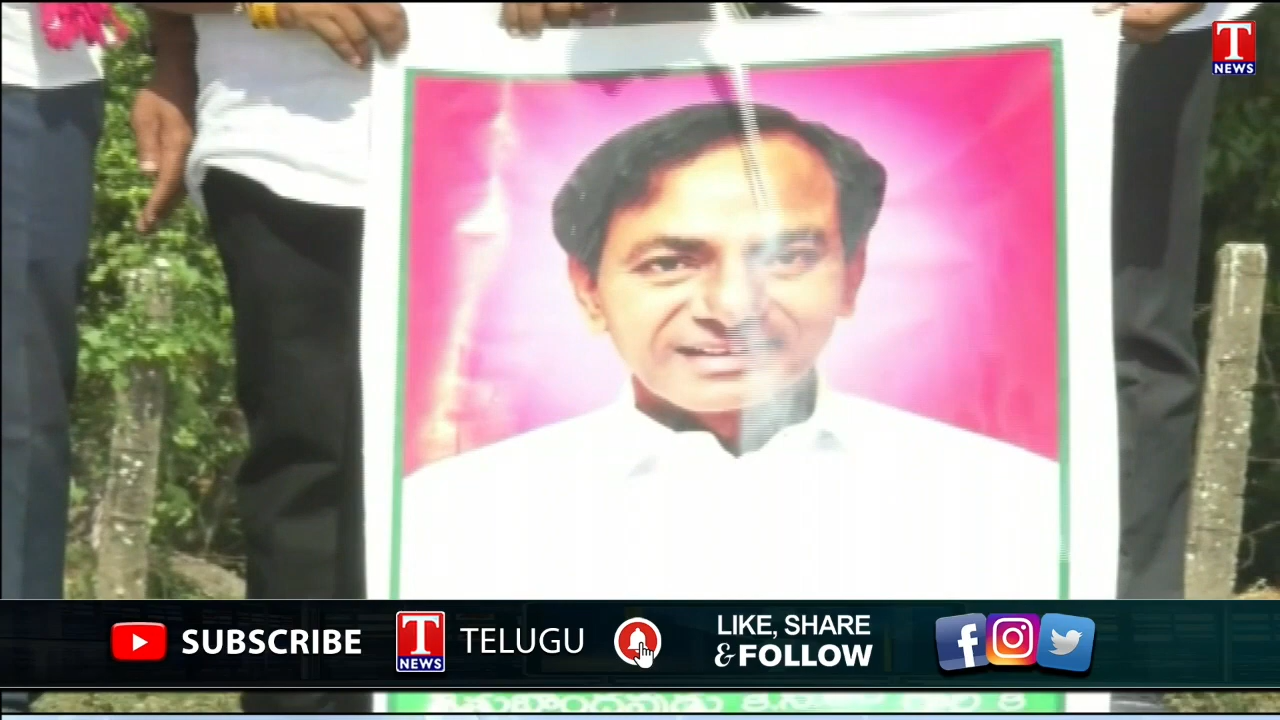 T
NEWS
SUBSCRIBE
T
NEWS
TELUGU
LIKE, SHARE
& FOLLOW